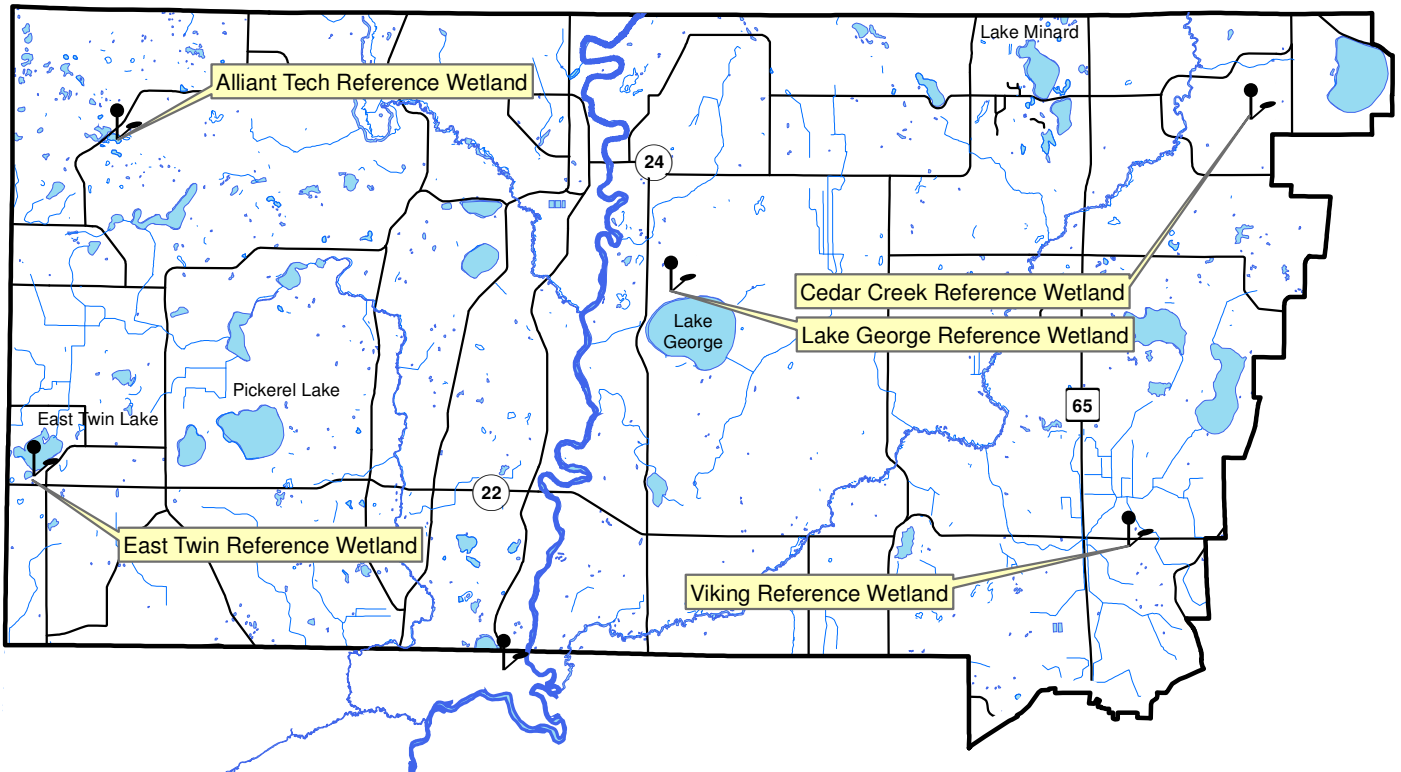 Lake Minard
Alliant Tech Reference Wetland
24
Cedar Creek Reference Wetland
Lake
George
Lake George Reference Wetland
Pickerel Lake
65
East Twin Lake
22
East Twin Reference Wetland
Viking Reference Wetland